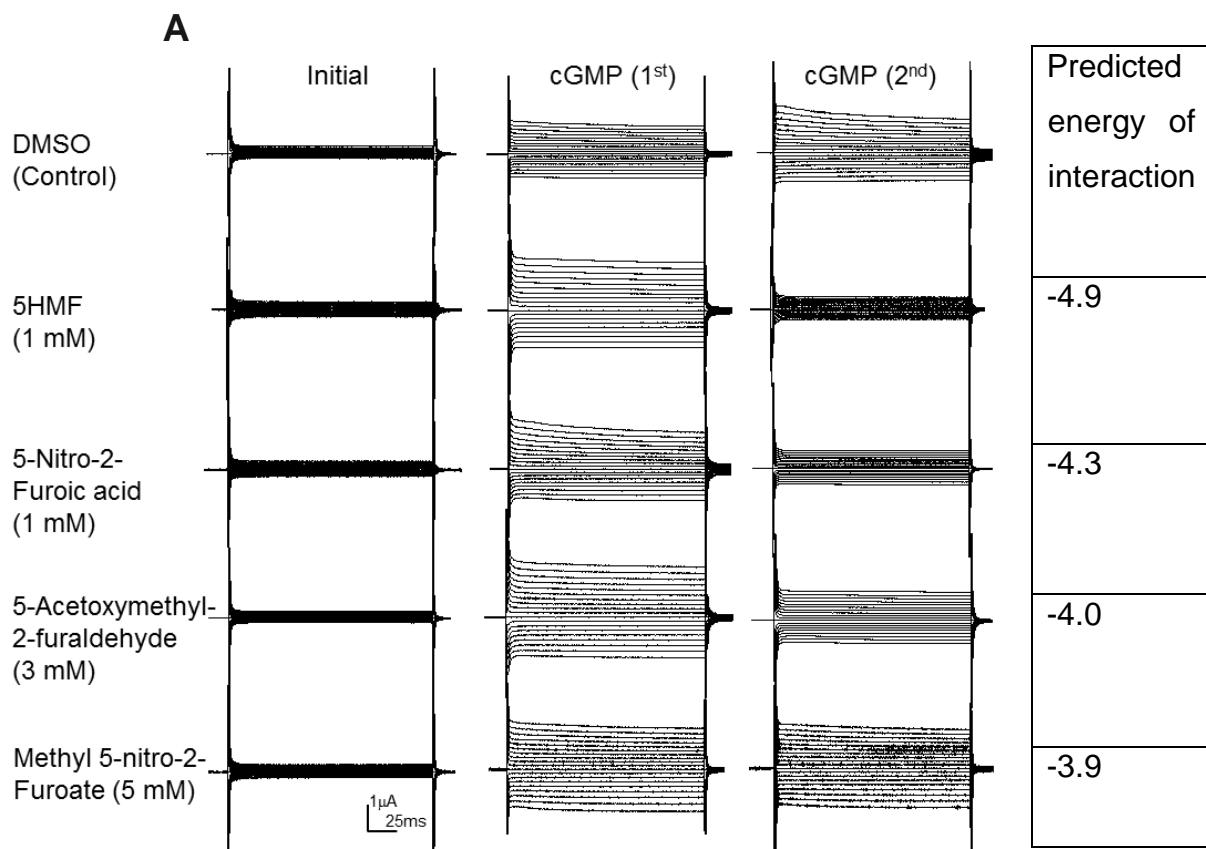 A
Initial
cGMP (1st)
cGMP (2nd)
Predicted
energy of
interaction
DMSO
(Control)
5HMF
(1 mM)
-4.9
5-Nitro-2-
Furoic acid
(1 mM)
-4.3
5-Acetoxymethyl-
2-furaldehyde
(3 mM)
-4.0
Methyl 5-nitro-2-
Furoate (5 mM)
-3.9
1µA
25ms